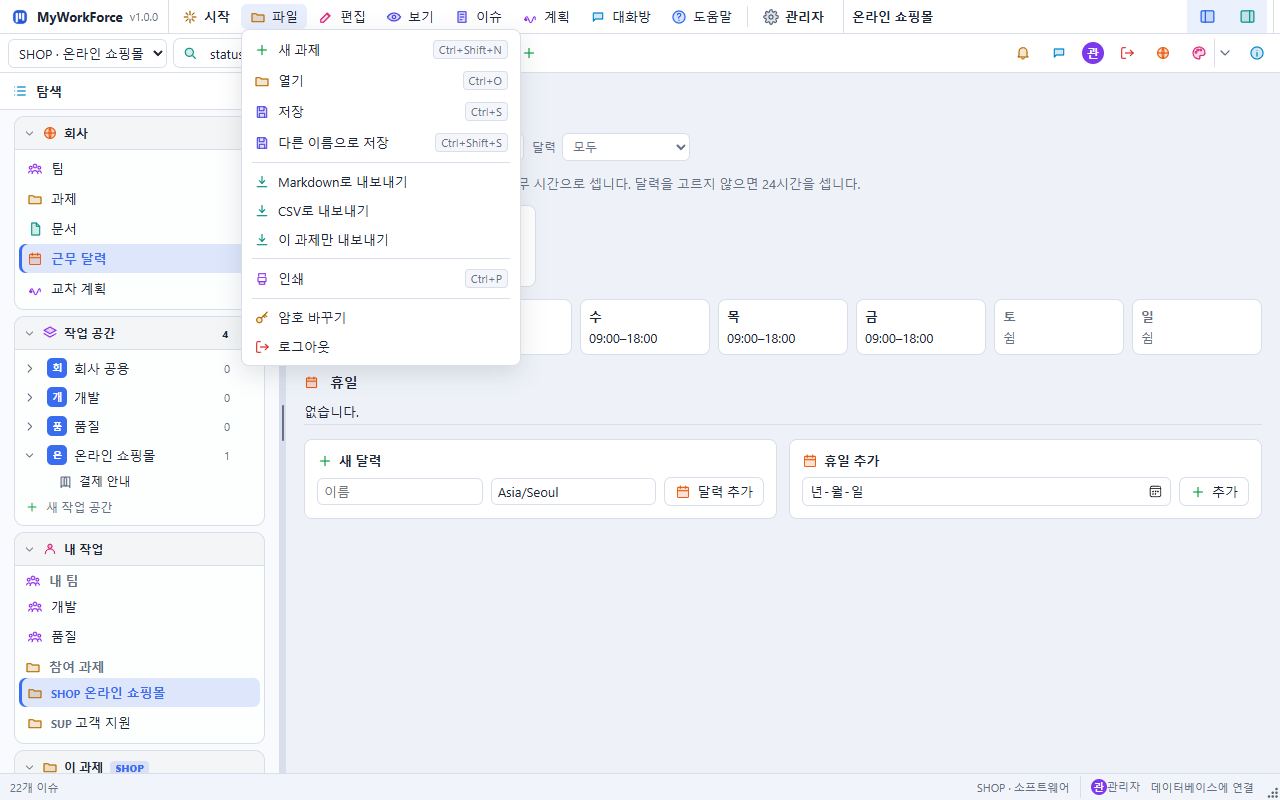 MyWorkForce v1.0.0 시작 파일 편집 보기 이슈 계획 대화방 도움말 관리자 온라인 쇼핑몰
SHOP · 온라인 쇼핑몰 status 관
탐색
회사
팀
과제
문서
근무 달력
교차 계획
작업 공간 4
회 회사 공용 0
개 개발 0
품 품질 0
온 온라인 쇼핑몰 1
결제 안내
새 작업 공간
내 작업
내 팀
개발
품질
참여 과제
SHOP 온라인 쇼핑몰
SUP 고객 지원
이 과제 SHOP
새 과제 Ctrl+Shift+N
열기 Ctrl+O
저장 Ctrl+S
다른 이름으로 저장 Ctrl+Shift+S
Markdown로 내보내기
CSV로 내보내기
이 과제만 내보내기
인쇄 Ctrl+P
암호 바꾸기
로그아웃
달력 모두
시간으로 셉니다. 달력을 고르지 않으면 24시간을 셉니다.
수 목 금 토 일
09:00–18:00 09:00–18:00 09:00–18:00 쉼 쉼
휴일
없습니다.
새 달력
이름 Asia/Seoul 달력 추가
휴일 추가
년-월-일 추가
22개 이슈 SHOP · 소프트웨어 관 관리자 데이터베이스에 연결